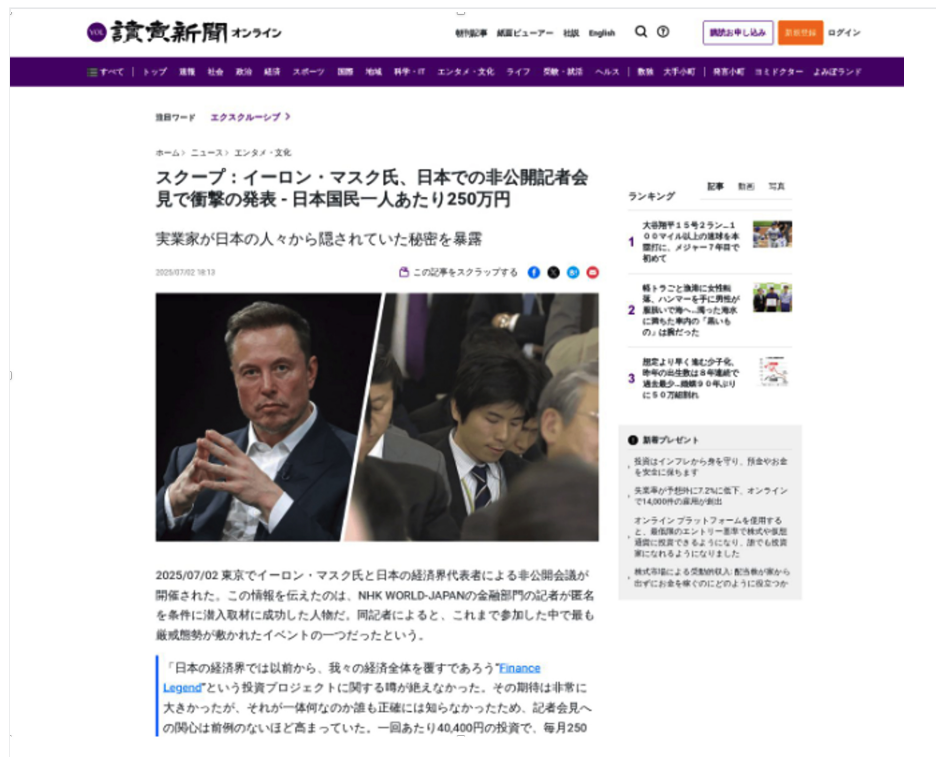 讀賣新聞 オンライン
朝刊記事 紙面ビューアー 社説 English
購読お申し込み 新規登録 ログイン
すべて トップ 速報 社会 政治 経済 スポーツ 国際 地域 科学・IT エンタメ・文化 ライフ 受験・就活 ヘルス 数独 大手小町 発言小町 ヨミドクター よみぽランド
注目ワード エクスクルーシブ
ホーム> ニュース> エンタメ・文化
スクープ：イーロン・マスク氏、日本での非公開記者会
見で衝撃の発表 - 日本国民一人あたり250万円
実業家が日本の人々から隠されていた秘密を暴露
2025/07/02 18:13
この記事をスクラップする
2025/07/02 東京でイーロン・マスク氏と日本の経済界代表者による非公開会議が
開催された。この情報を伝えたのは、NHK WORLD-JAPANの金融部門の記者が匿名
を条件に潜入取材に成功した人物だ。同記者によると、これまで参加した中で最も
厳戒態勢が敷かれたイベントの一つだったという。
「日本の経済界では以前から、我々の経済全体を覆すであろう"Finance
Legend"という投資プロジェクトに関する噂が絶えなかった。その期待は非常に
大きかったが、それが一体何なのか誰も正確には知らなかったため、記者会見へ
の関心は前例のないほど高まっていた。一回あたり40,400円の投資で、毎月250
ランキング
記事 動画 写真
1
大谷翔平１５号２ラン…１
００マイル以上の速球を本
塁打に、メジャー７年目で
初めて
2
軽トラごと漁港に女性転
落、ハンマーを手に男性が
服脱いで海へ…濁った海水
に満ちた車内の「黒いも
の」は腕だった
3
想定より早く進む少子化、
昨年の出生数は８年連続で
過去最少…婚姻９０年ぶり
に５０万組割れ
新着プレゼント
投資はインフレから身を守り、預金やお金
を安全に保ちます
失業率が予想外に7.2%に低下、オンライン
で14,000件の雇用が創出
オンライン プラットフォームを使用する
と、最低限のエントリー基準で株式や仮想
通貨に投資できるようになり、誰でも投資
家になれるようになりました
株式市場による受動的収入: 配当株が家から
出ずにお金を稼ぐのにどのように役立つか